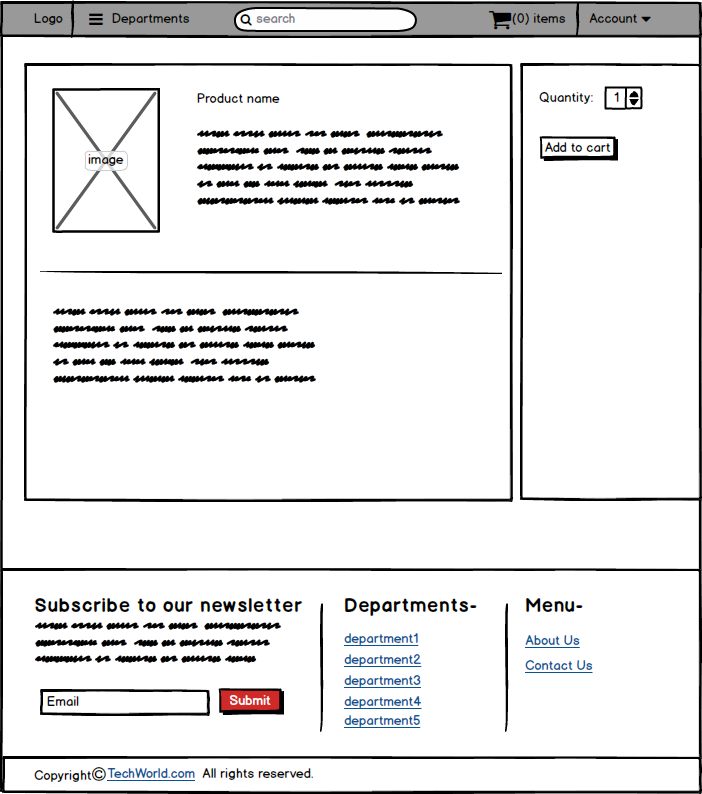 Logo
Departments
search
(0) items
Account
Product name
image
Quantity: 1
Add to cart
Subscribe to our newsletter
Email
Submit
Departments-
department1
department2
department3
department4
department5
Menu-
About Us
Contact Us
Copyright© TechWorld.com All rights reserved.